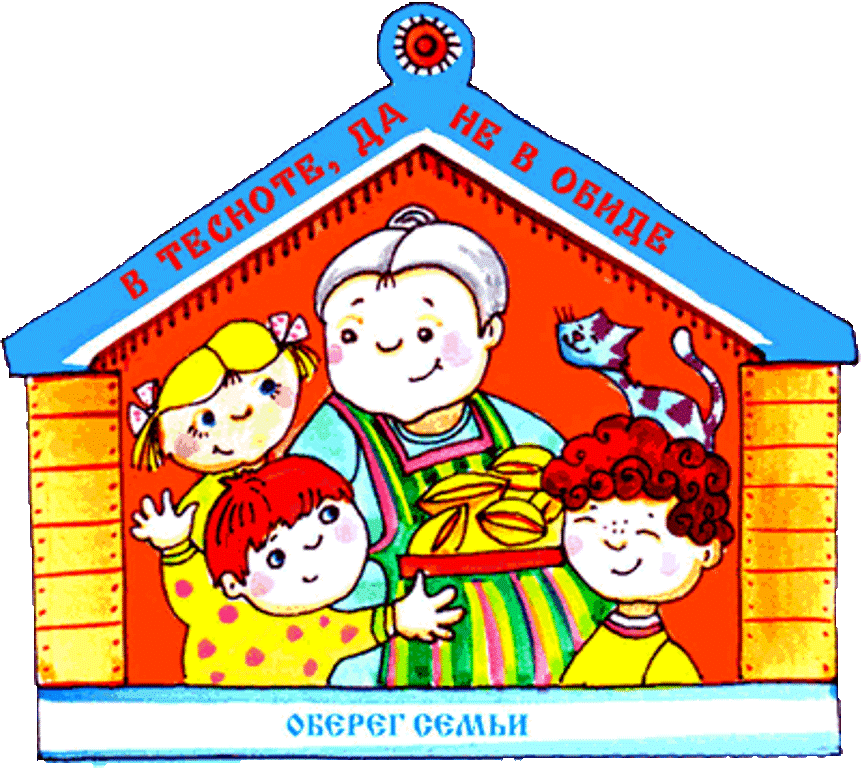 В ТЕСНОТЕ, ДА
НЕ В ОБИДЕ
ОБЕРЕГ СЕМЬИ